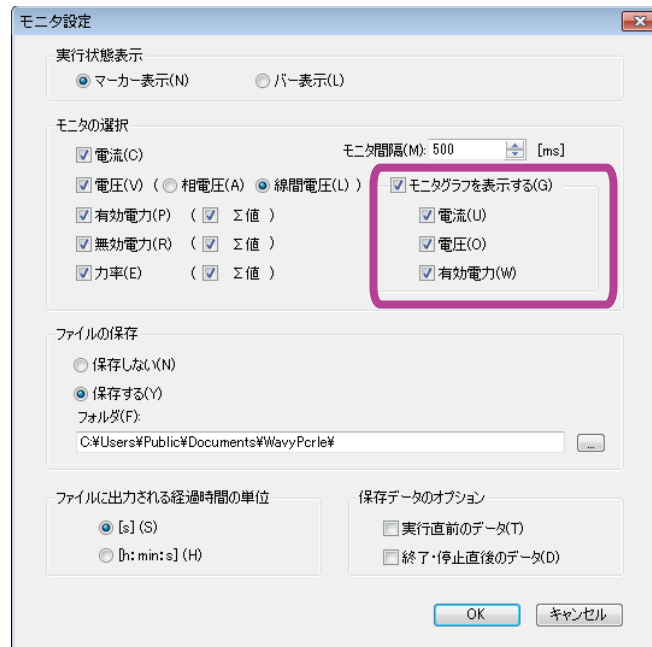 モニタ設定
実行状態表示
マーカー表示(N) バー表示(L)
モニタの選択
電流(C) モニタ間隔(M): 500 [ms]
電圧(V) ( 相電圧(A) 線間電圧(L) ) モニタグラフを表示する(G)
有効電力(P) ( Σ値 ) 電流(U)
無効電力(R) ( Σ値 ) 電圧(O)
力率(E) ( Σ値 ) 有効電力(W)
ファイルの保存
保存しない(N)
保存する(Y)
フォルダ(F):
C:¥Users¥Public¥Documents¥WavyPcrle¥ ...
ファイルに出力される経過時間の単位 保存データのオプション
[s] (S) 実行直前のデータ(T)
[h:min:s] (H) 終了・停止直後のデータ(D)
OK キャンセル